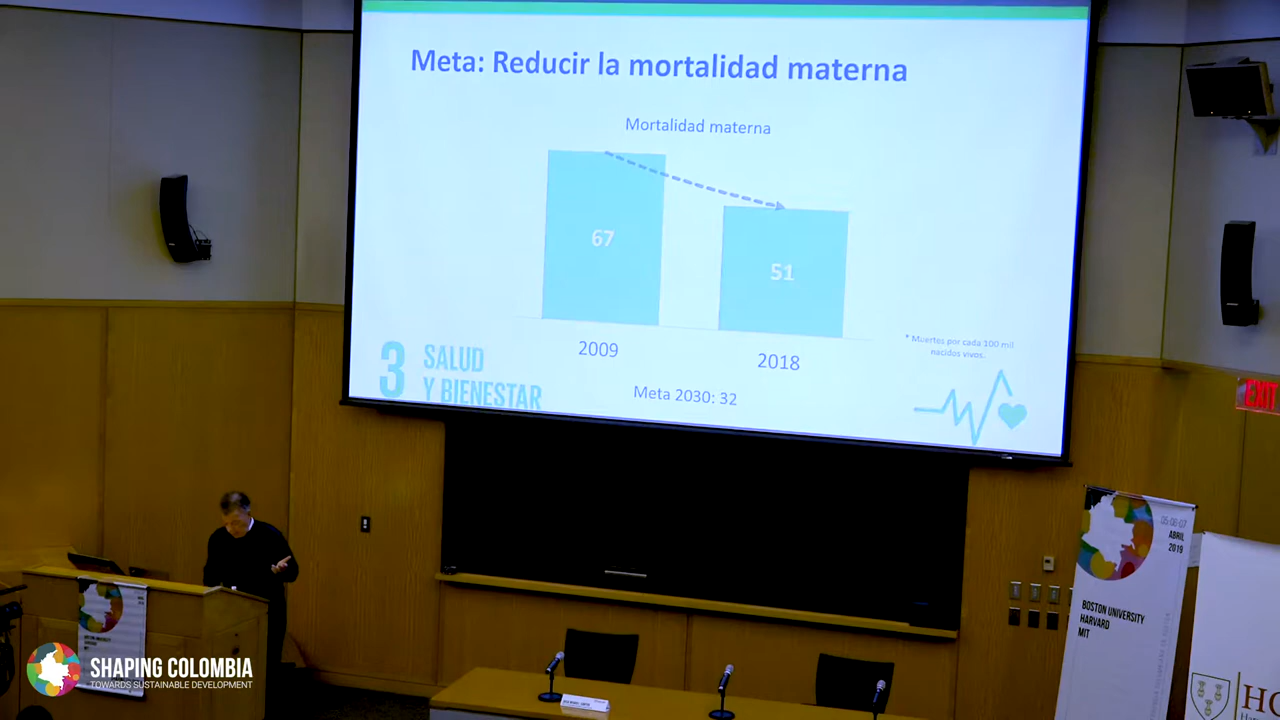 Meta: Reducir la mortalidad materna
Mortalidad materna
67
51
2009
2018
* Muertes por cada 100 mil
nacidos vivos.
3 SALUD
Y BIENESTAR
Meta 2030: 32
EXIT
05·06·07
ABRIL
2019
BOSTON UNIVERSITY
HARVARD
MIT
SHAPING COLOMBIA
TOWARDS SUSTAINABLE DEVELOPMENT